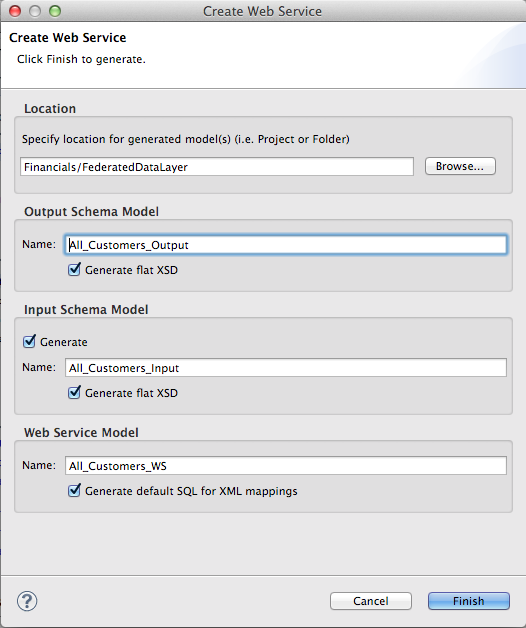 Create Web Service
Create Web Service
Click Finish to generate.
Location
Specify location for generated model(s) (i.e. Project or Folder)
Financials/FederatedDataLayer
Browse...
Output Schema Model
Name:
All_Customers_Output
Generate flat XSD
Input Schema Model
Generate
Name:
All_Customers_Input
Generate flat XSD
Web Service Model
Name:
All_Customers_WS
Generate default SQL for XML mappings
?
Cancel
Finish